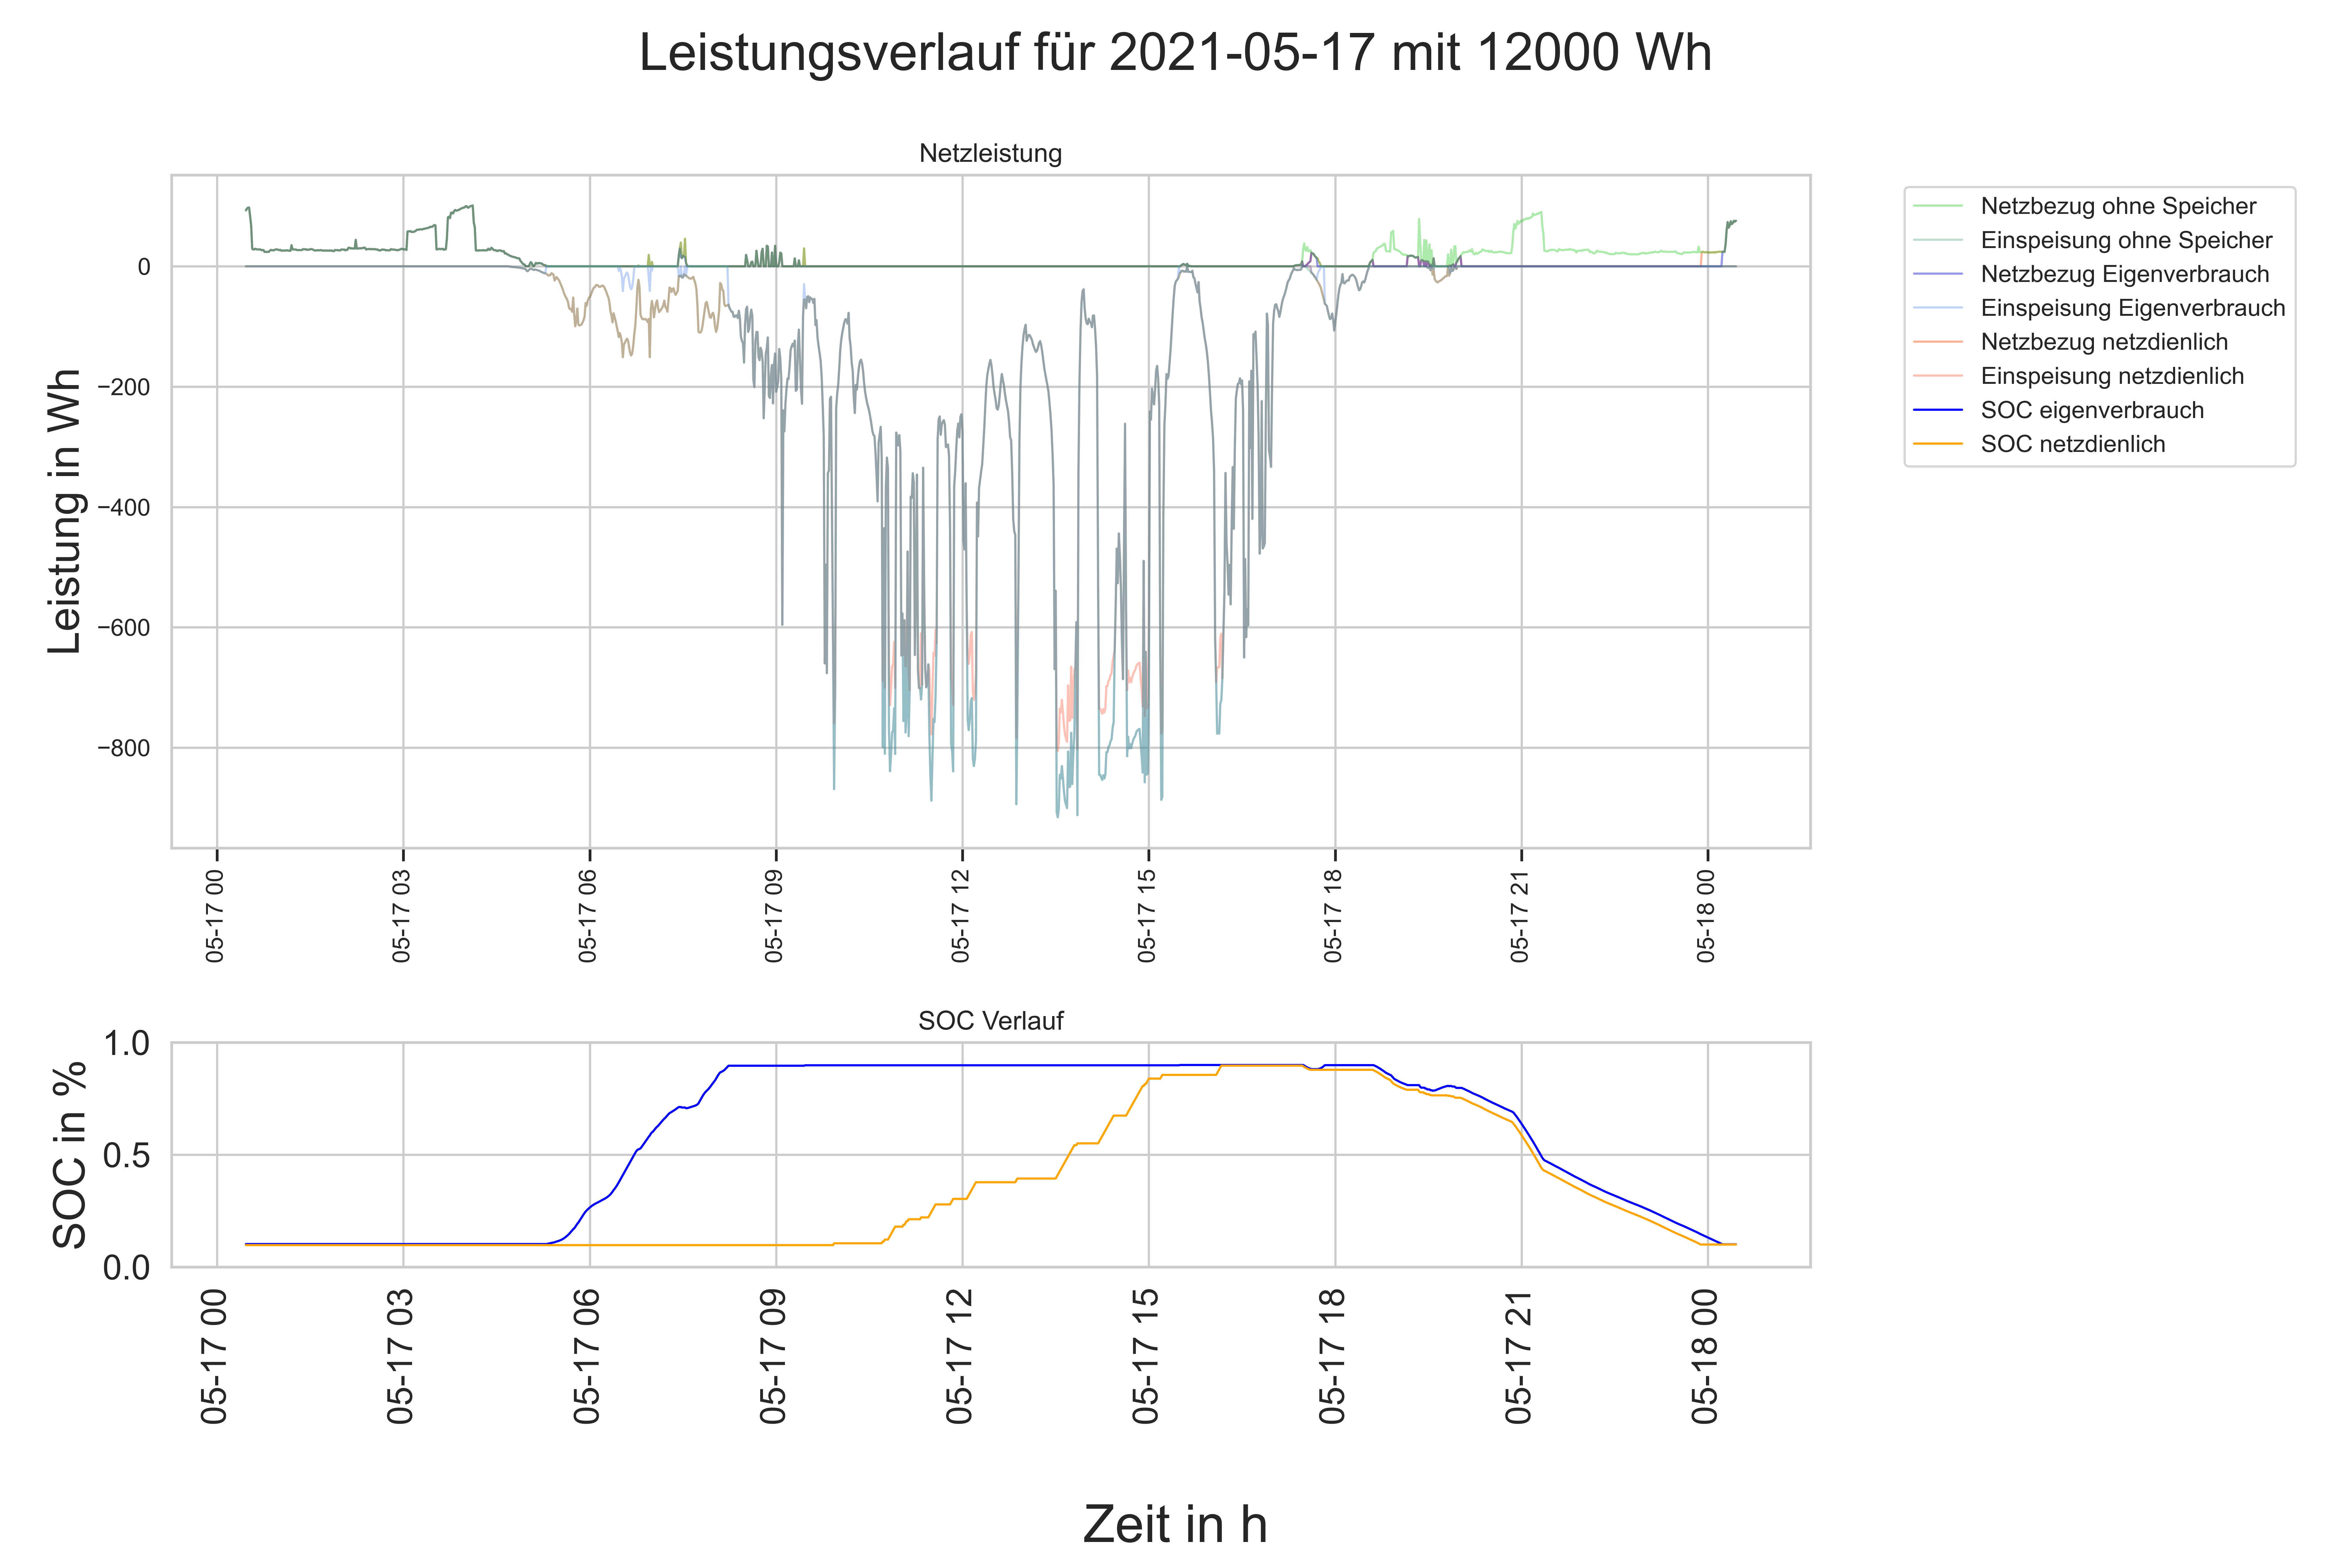 Leistungsverlauf für 2021-05-17 mit 12000 Wh
Netzleistung
Leistung in Wh
0
−200
−400
−600
−800
05-17 00
05-17 03
05-17 06
05-17 09
05-17 12
05-17 15
05-17 18
05-17 21
05-18 00
Netzbezug ohne Speicher
Einspeisung ohne Speicher
Netzbezug Eigenverbrauch
Einspeisung Eigenverbrauch
Netzbezug netzdienlich
Einspeisung netzdienlich
SOC eigenverbrauch
SOC netzdienlich
SOC Verlauf
SOC in %
1.0
0.5
0.0
05-17 00
05-17 03
05-17 06
05-17 09
05-17 12
05-17 15
05-17 18
05-17 21
05-18 00
Zeit in h